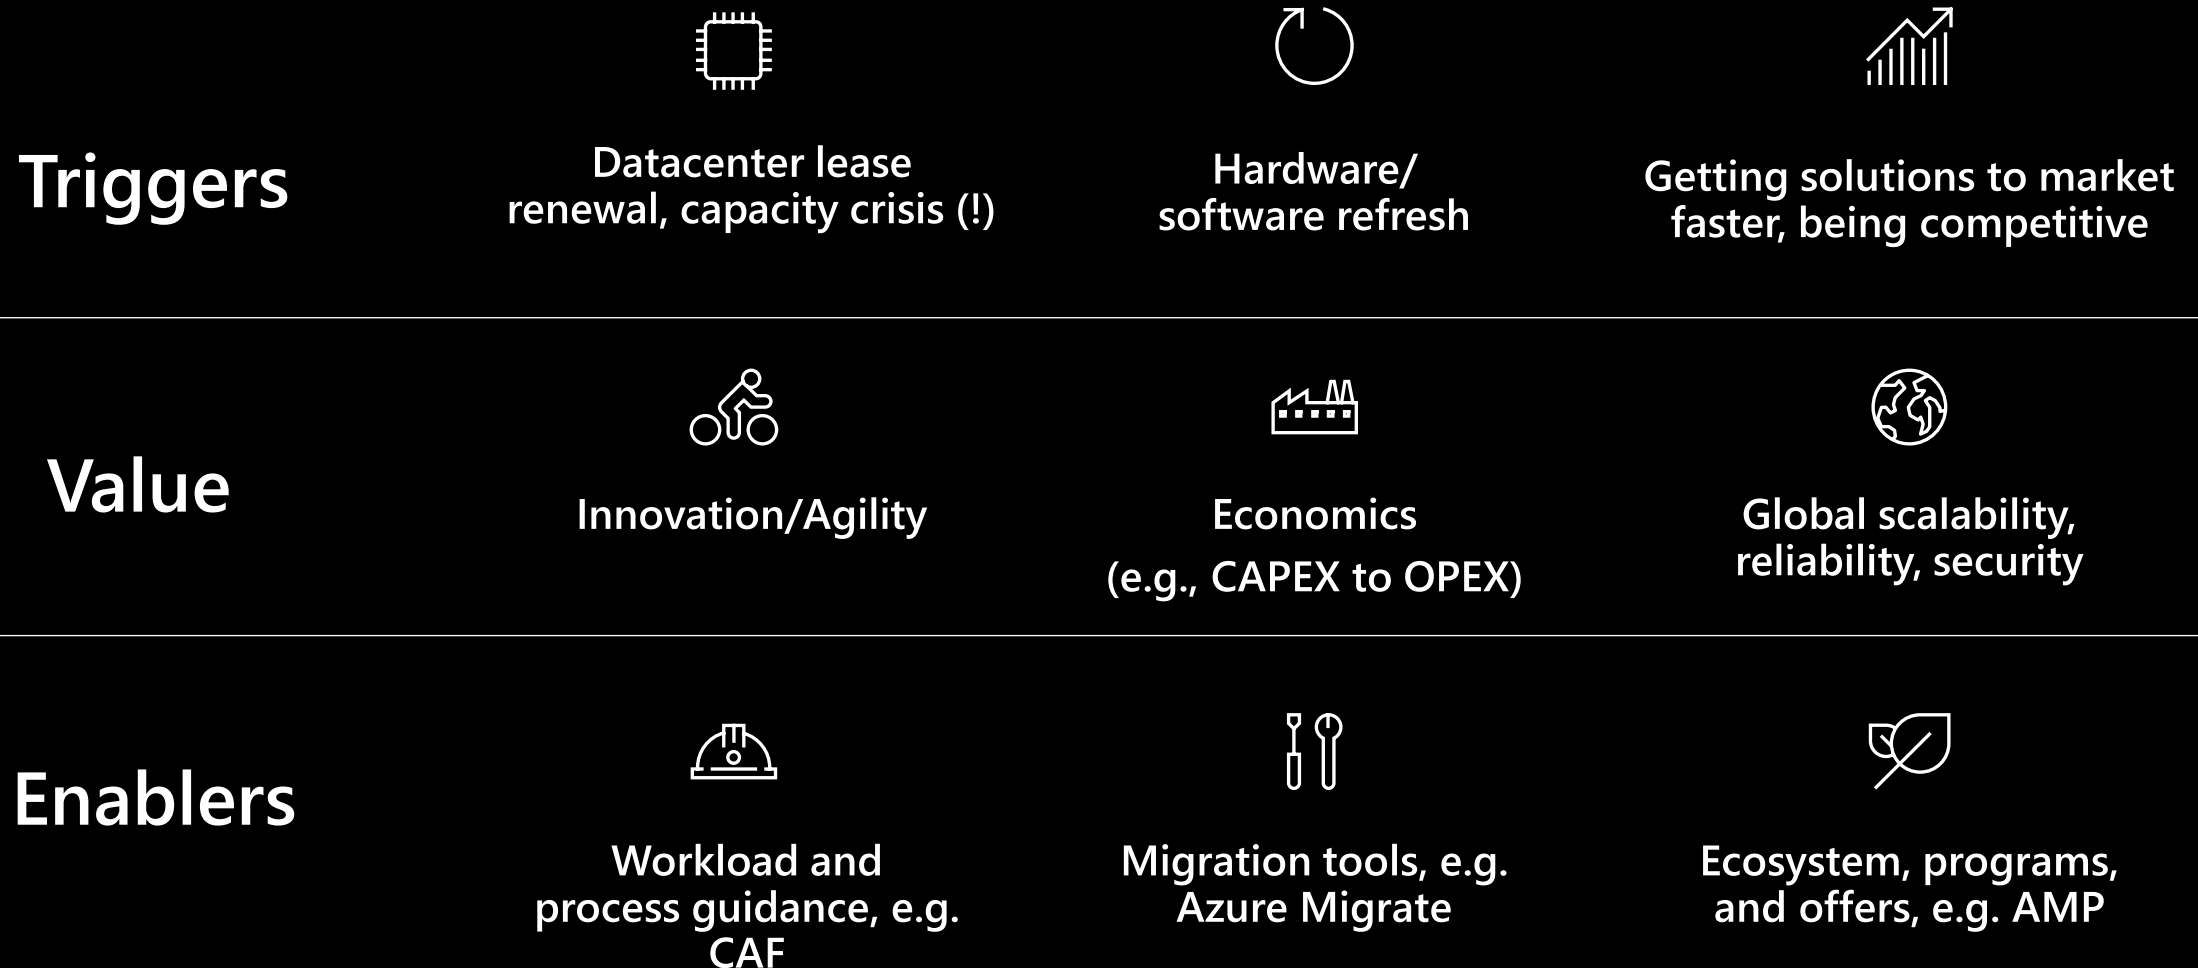 Triggers
Datacenter lease
renewal, capacity crisis (!)
Hardware/
software refresh
Getting solutions to market
faster, being competitive
Value
Innovation/Agility
Economics
(e.g., CAPEX to OPEX)
Global scalability,
reliability, security
Enablers
Workload and
process guidance, e.g.
CAF
Migration tools, e.g.
Azure Migrate
Ecosystem, programs,
and offers, e.g. AMP